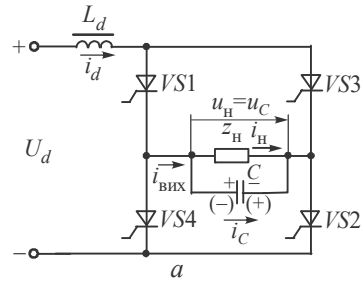 L_d
+
i_d
VS1
VS3
u_н=u_C
z_н
i_н
U_d
i_вих
+ C −
(−) (+)
i_C
VS4
VS2
−
а